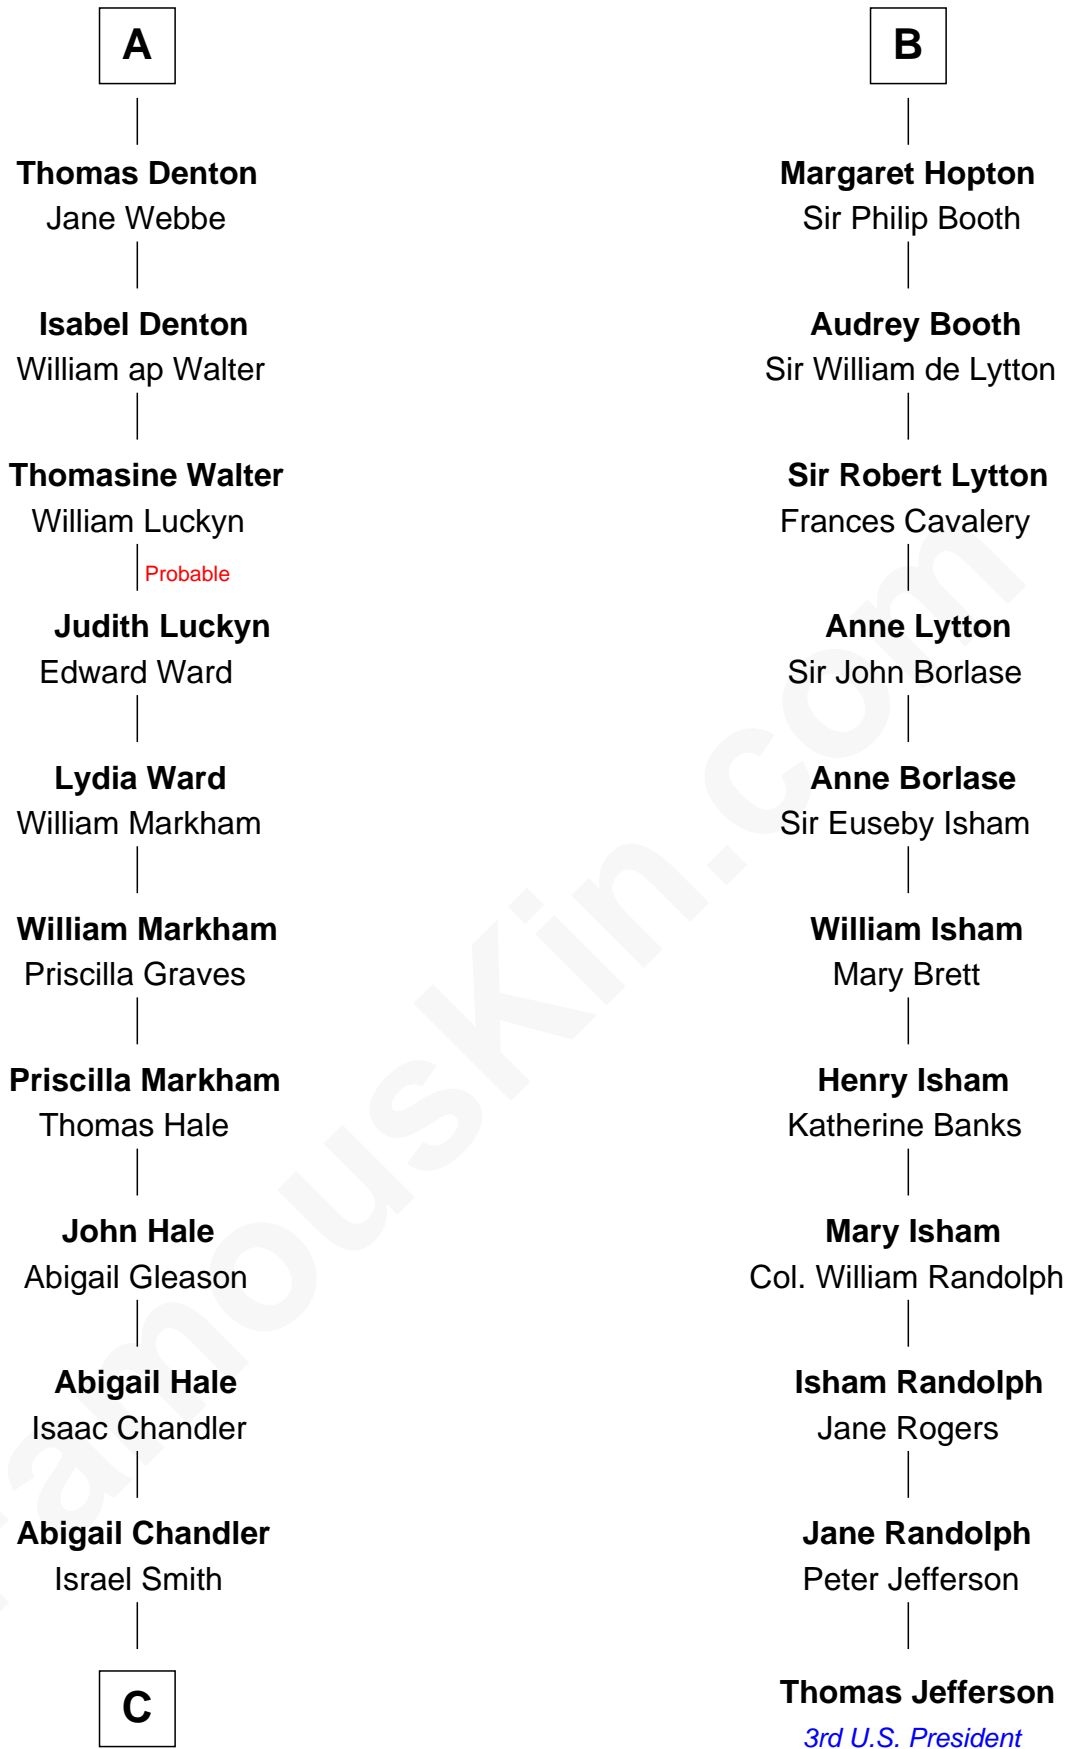 A
Thomas Denton
Jane Webbe
Isabel Denton
William ap Walter
Thomasine Walter
William Luckyn
Probable
Judith Luckyn
Edward Ward
Lydia Ward
William Markham
William Markham
Priscilla Graves
Priscilla Markham
Thomas Hale
John Hale
Abigail Gleason
Abigail Hale
Isaac Chandler
Abigail Chandler
Israel Smith
C
B
Margaret Hopton
Sir Philip Booth
Audrey Booth
Sir William de Lytton
Sir Robert Lytton
Frances Cavalery
Anne Lytton
Sir John Borlase
Anne Borlase
Sir Euseby Isham
William Isham
Mary Brett
Henry Isham
Katherine Banks
Mary Isham
Col. William Randolph
Isham Randolph
Jane Rogers
Jane Randolph
Peter Jefferson
Thomas Jefferson
3rd U.S. President
FamousKin.com